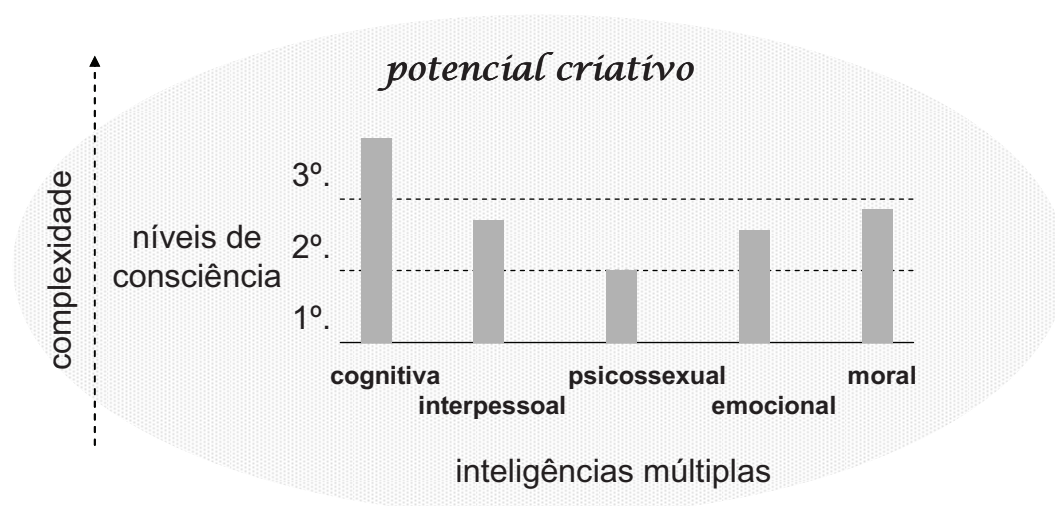 potencial criativo
complexidade
níveis de
consciência
3º.
2º.
1º.
cognitiva
interpessoal
psicossexual
emocional
moral
inteligências múltiplas